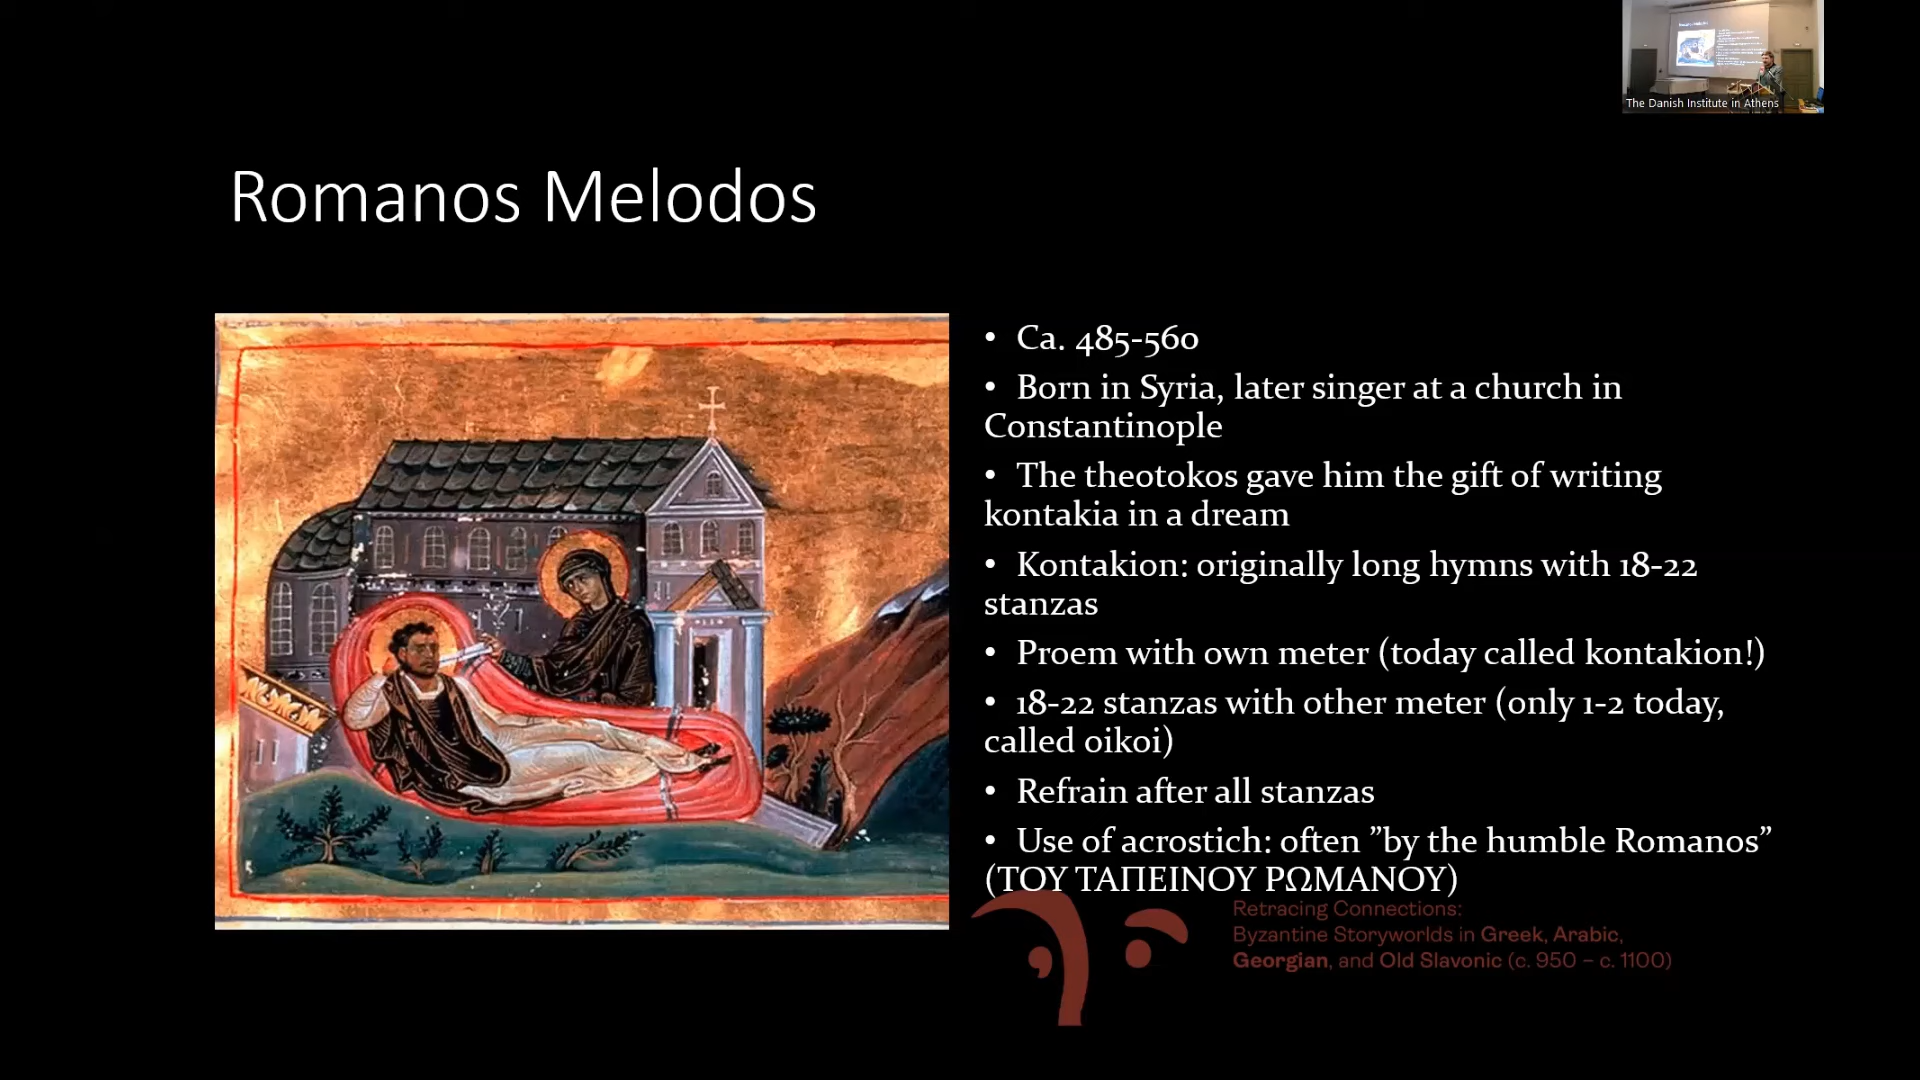 The Danish Institute in Athens
Romanos Melodos
• Ca. 485-560
• Born in Syria, later singer at a church in
Constantinople
• The theotokos gave him the gift of writing
kontakia in a dream
• Kontakion: originally long hymns with 18-22
stanzas
• Proem with own meter (today called kontakion!)
• 18-22 stanzas with other meter (only 1-2 today,
called oikoi)
• Refrain after all stanzas
• Use of acrostich: often ”by the humble Romanos”
(ΤΟΥ ΤΑΠΕΙΝΟΥ ΡΩΜΑΝΟΥ)
Retracing Connections:
Byzantine Storyworlds in Greek, Arabic,
Georgian, and Old Slavonic (c. 950 – c. 1100)